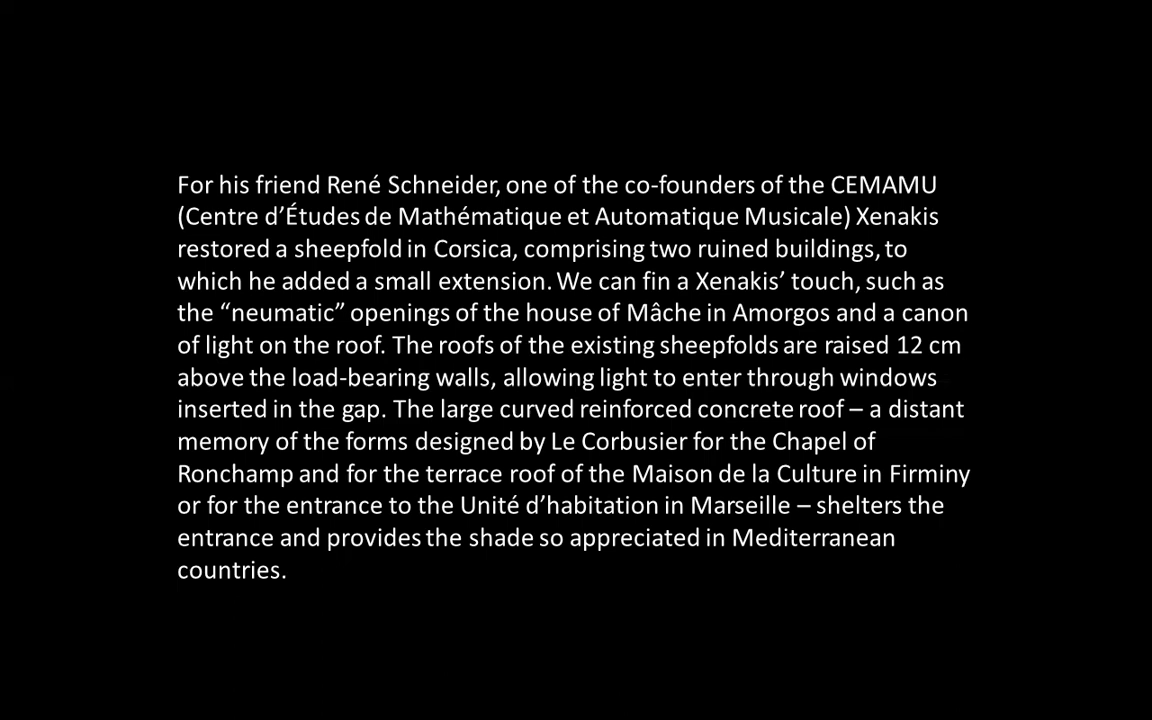 For his friend René Schneider, one of the co-founders of the CEMAMU
(Centre d’Études de Mathématique et Automatique Musicale) Xenakis
restored a sheepfold in Corsica, comprising two ruined buildings, to
which he added a small extension. We can fin a Xenakis’ touch, such as
the “neumatic” openings of the house of Mâche in Amorgos and a canon
of light on the roof. The roofs of the existing sheepfolds are raised 12 cm
above the load-bearing walls, allowing light to enter through windows
inserted in the gap. The large curved reinforced concrete roof – a distant
memory of the forms designed by Le Corbusier for the Chapel of
Ronchamp and for the terrace roof of the Maison de la Culture in Firminy
or for the entrance to the Unité d’habitation in Marseille – shelters the
entrance and provides the shade so appreciated in Mediterranean
countries.